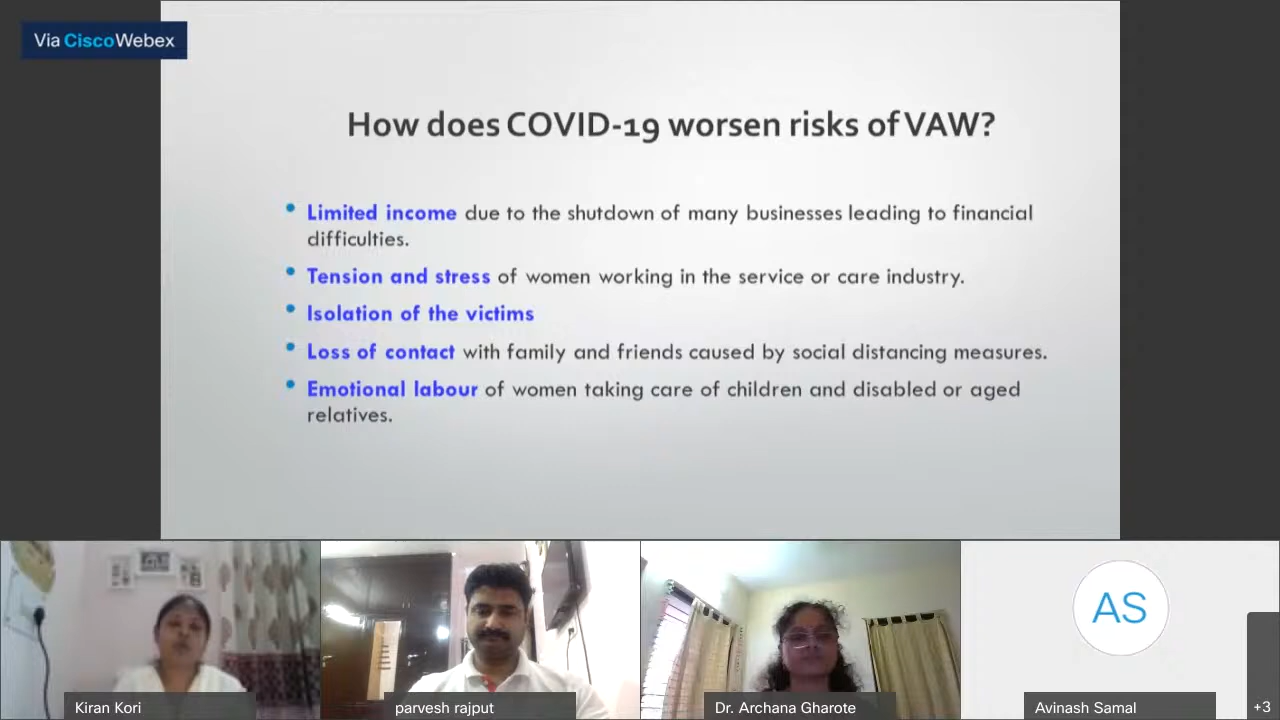 Via CiscoWebex
How does COVID-19 worsen risks of VAW?
• Limited income due to the shutdown of many businesses leading to financial
difficulties.
• Tension and stress of women working in the service or care industry.
• Isolation of the victims
• Loss of contact with family and friends caused by social distancing measures.
• Emotional labour of women taking care of children and disabled or aged
relatives.
AS
Kiran Kori
parvesh rajput
Dr. Archana Gharote
Avinash Samal
+3